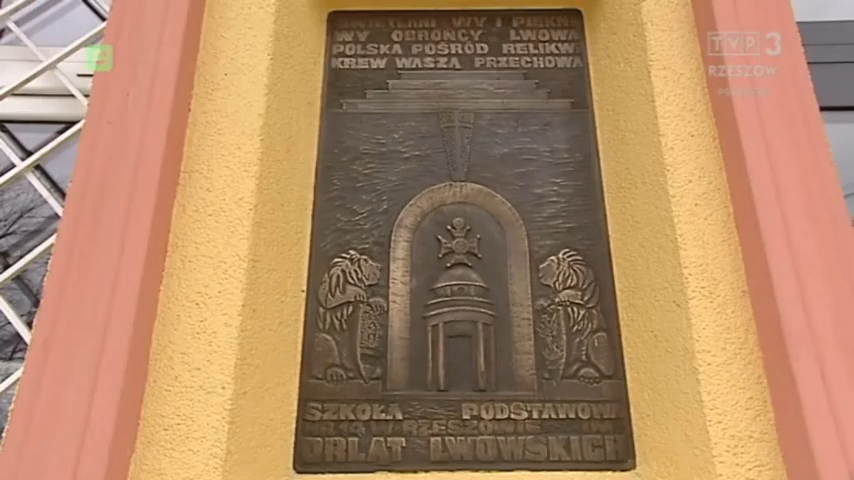 ŚWIETLANI WY I PIĘKNI
WY OBROŃCY LWOWA
POLSKA POŚRÓD RELIKWI
KREW WASZĄ PRZECHOWA
SZKOŁA PODSTAWOWA
W RZESZOWIE IM
ORLĄT LWOWSKICH
TVP 3
RZESZÓW